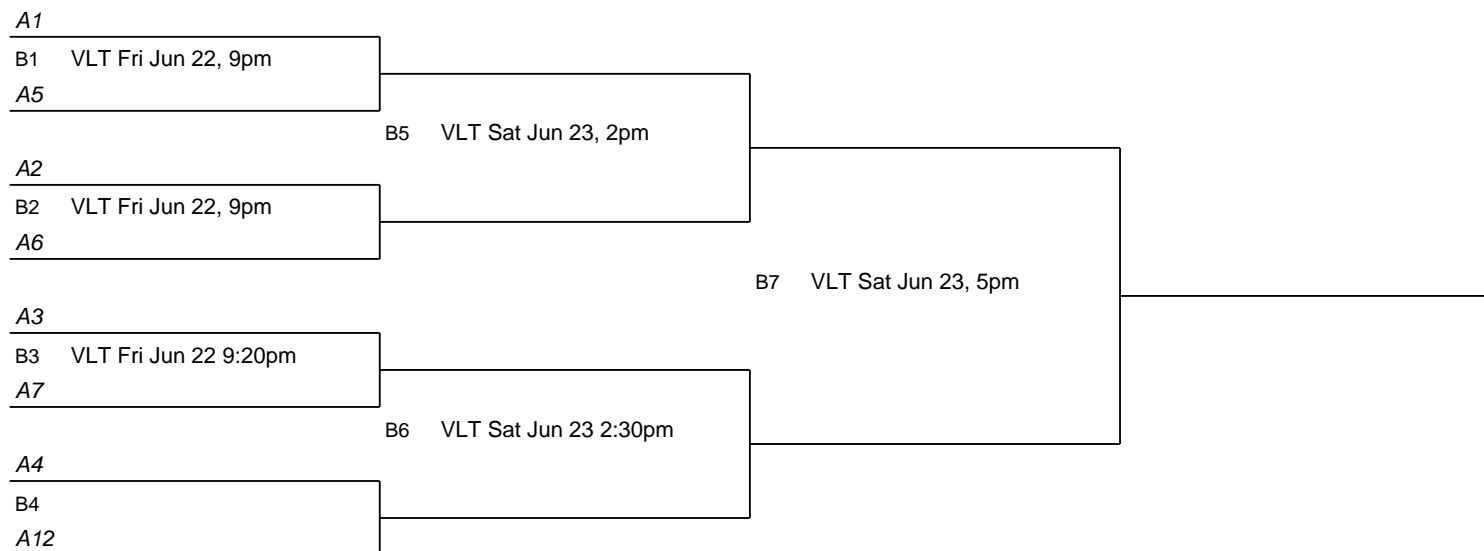 A1
B1 VLT Fri Jun 22, 9pm
A5
B5 VLT Sat Jun 23, 2pm
A2
B2 VLT Fri Jun 22, 9pm
A6
B7 VLT Sat Jun 23, 5pm
A3
B3 VLT Fri Jun 22 9:20pm
A7
B6 VLT Sat Jun 23 2:30pm
A4
B4
A12